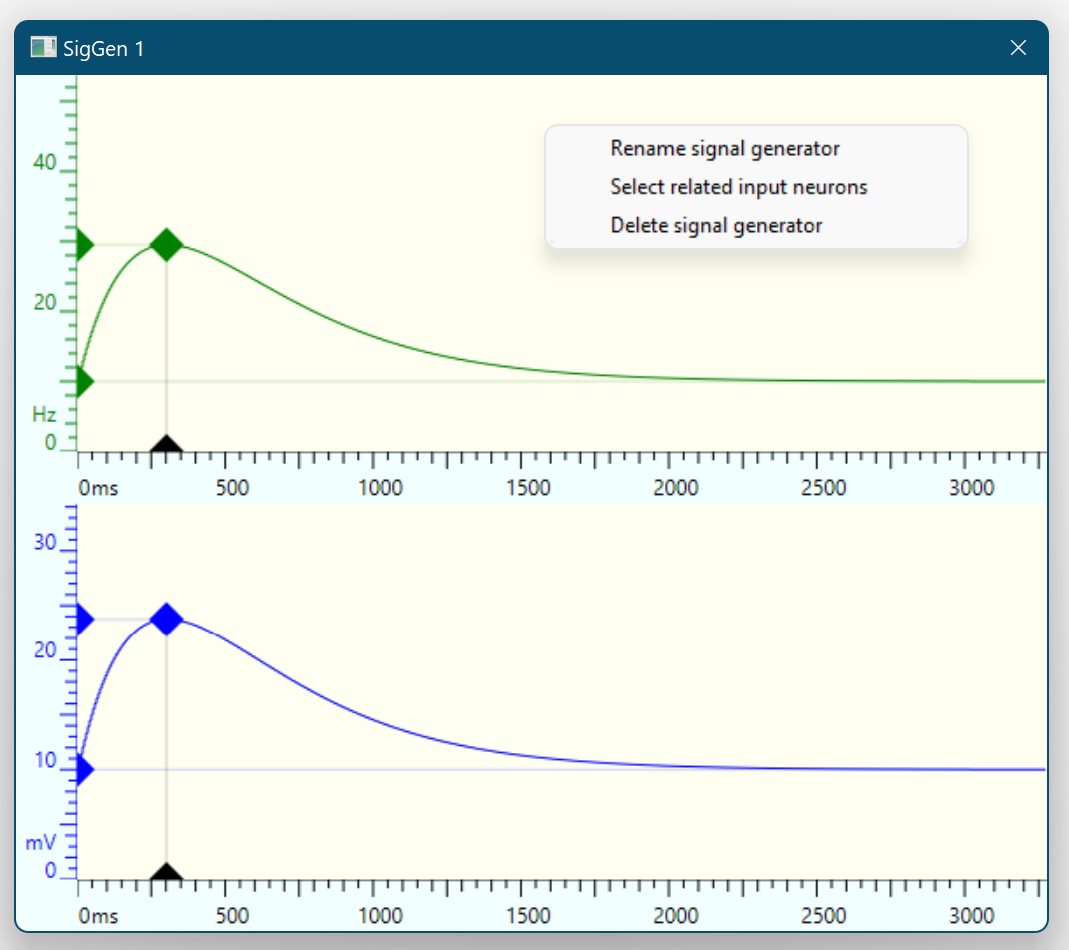 SigGen 1
Rename signal generator
Select related input neurons
Delete signal generator
40
20
Hz
0
0ms 500 1000 1500 2000 2500 3000
30
20
10
mV
0
0ms 500 1000 1500 2000 2500 3000